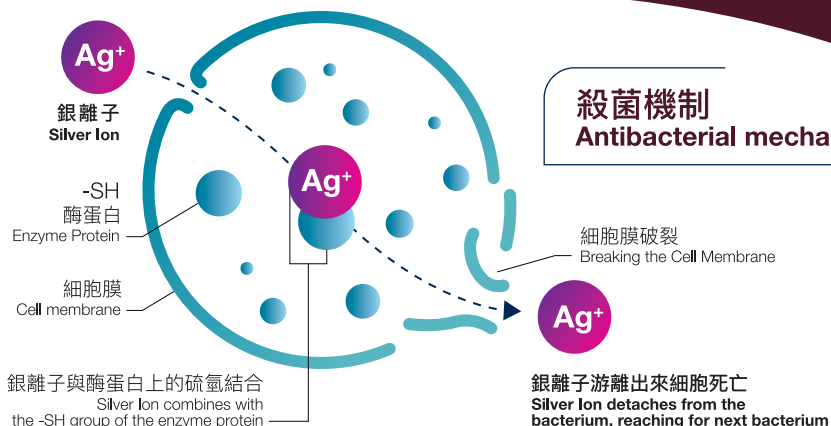 Ag⁺
銀離子
Silver Ion
殺菌機制
Antibacterial mecha
Ag⁺
-SH
酶蛋白
Enzyme Protein
細胞膜
Cell membrane
細胞膜破裂
Breaking the Cell Membrane
Ag⁺
銀離子與酶蛋白上的硫氫結合
Silver Ion combines with
the -SH group of the enzyme protein
銀離子游離出來細胞死亡
Silver Ion detaches from the
bacterium, reaching for next bacterium